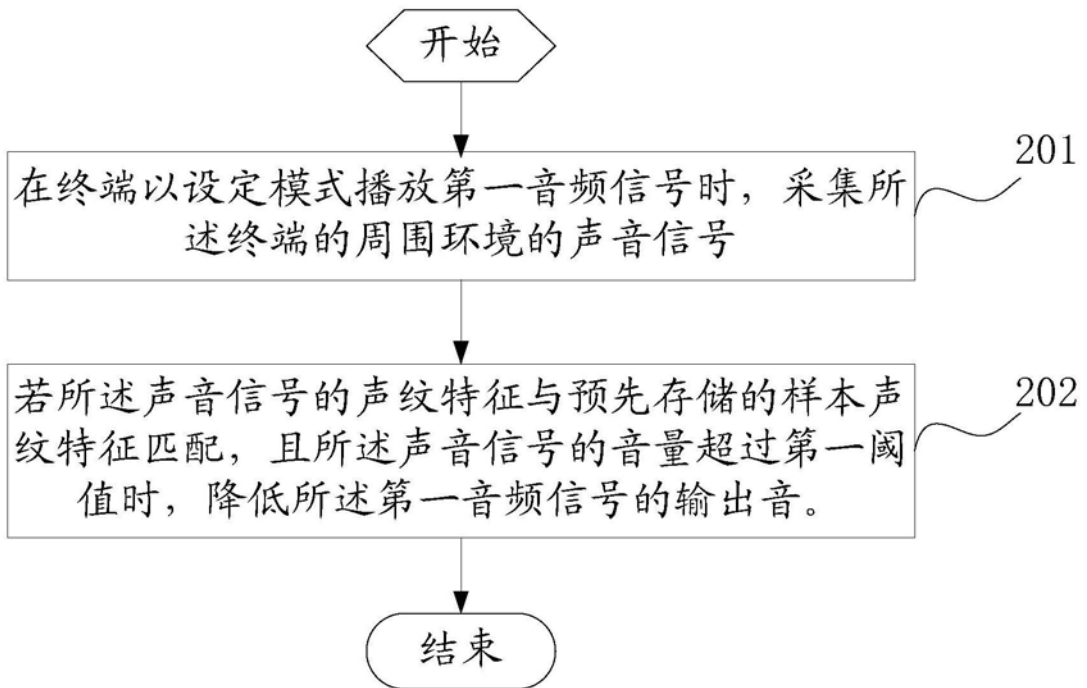 开始
201
在终端以设定模式播放第一音频信号时，采集所
述终端的周围环境的声音信号
202
若所述声音信号的声纹特征与预先存储的样本声
纹特征匹配，且所述声音信号的音量超过第一阈
值时，降低所述第一音频信号的输出音。
结束